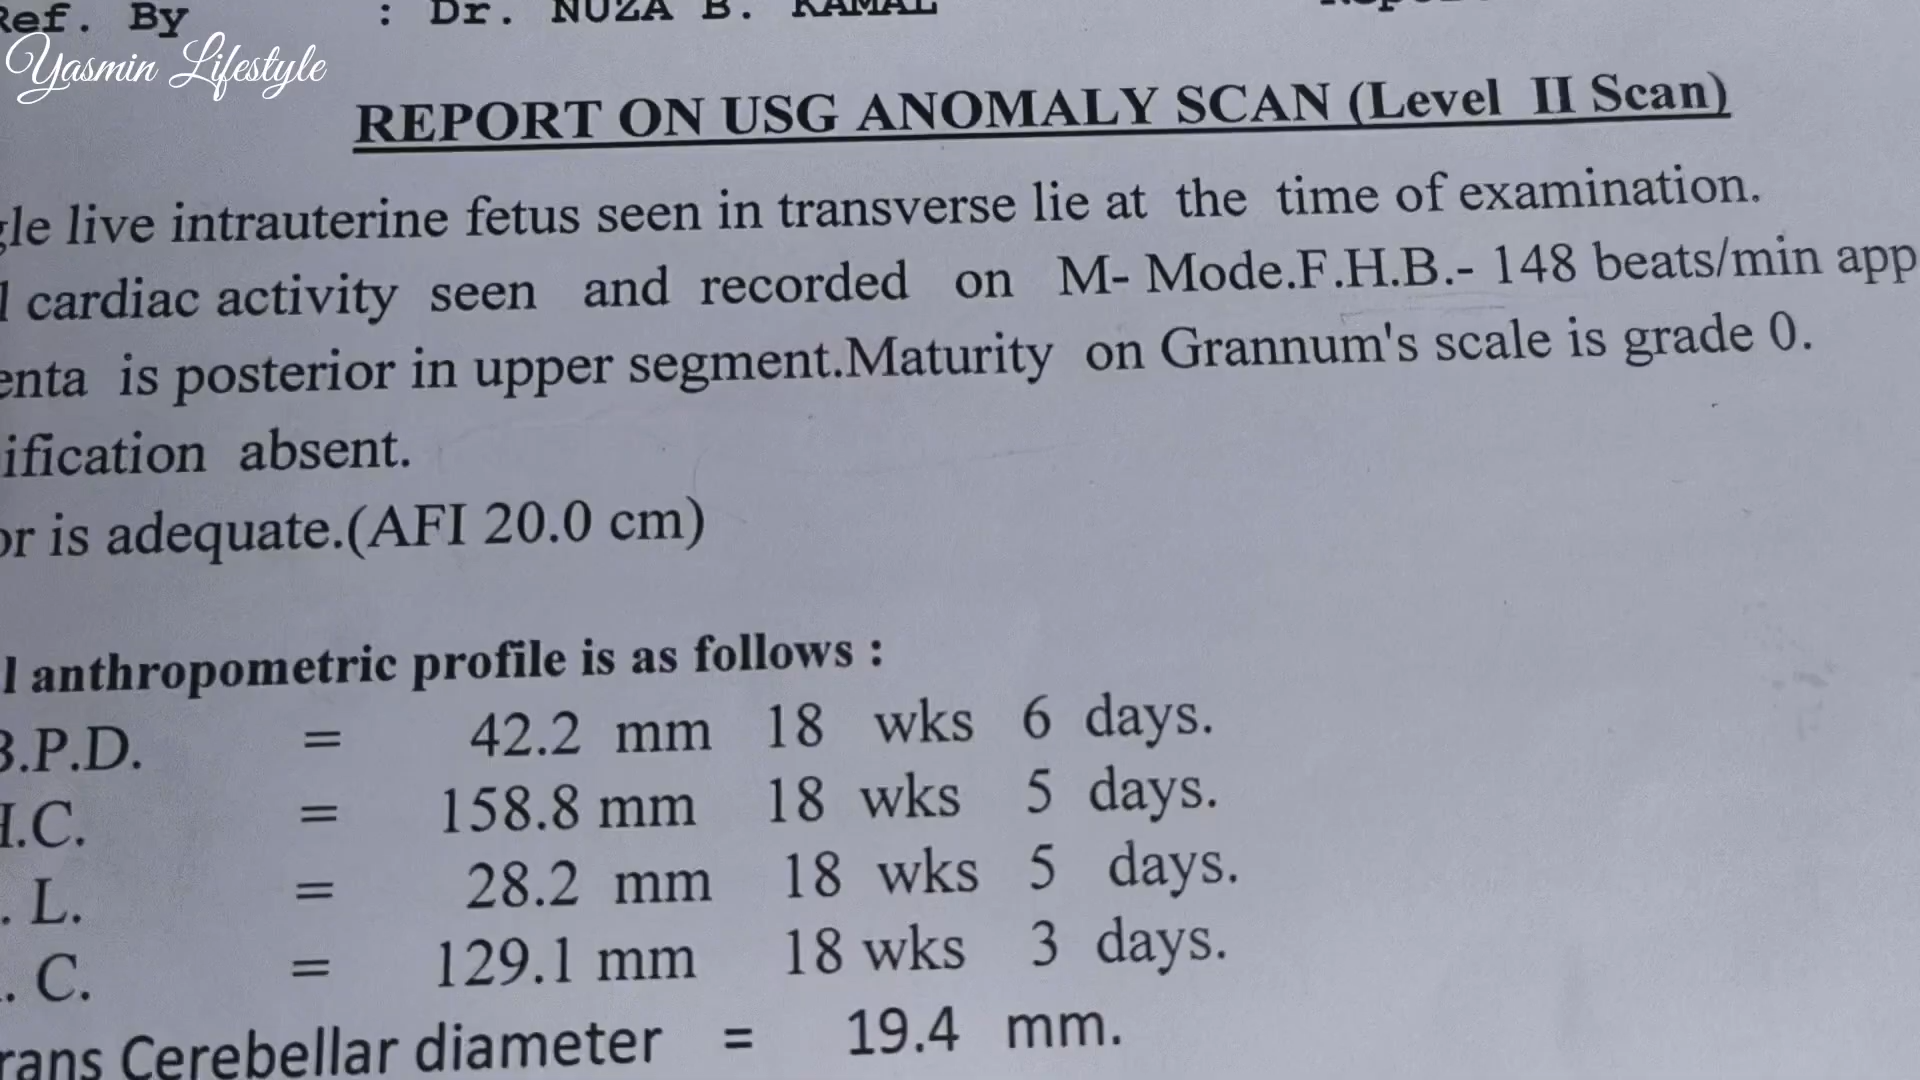 Ref. By : Dr. NUZA B. KAMAL
Yasmin Lifestyle
REPORT ON USG ANOMALY SCAN (Level II Scan)
gle live intrauterine fetus seen in transverse lie at the time of examination.
l cardiac activity seen and recorded on M- Mode.F.H.B.- 148 beats/min app
enta is posterior in upper segment.Maturity on Grannum's scale is grade 0.
ification absent.
or is adequate.(AFI 20.0 cm)
l anthropometric profile is as follows :
B.P.D. = 42.2 mm 18 wks 6 days.
H.C. = 158.8 mm 18 wks 5 days.
. L. = 28.2 mm 18 wks 5 days.
. C. = 129.1 mm 18 wks 3 days.
rans Cerebellar diameter = 19.4 mm.